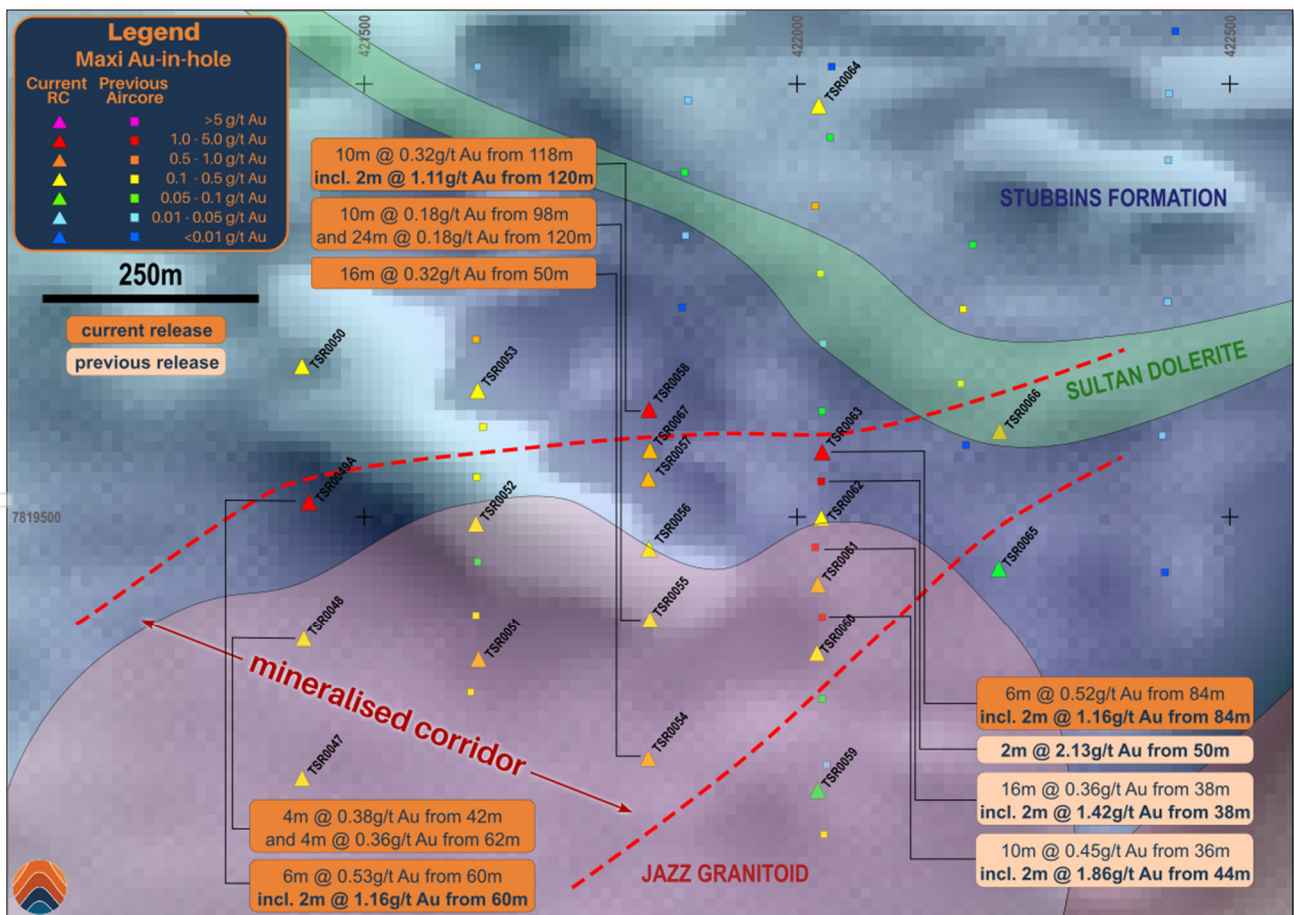 Legend
Maxi Au-in-hole
Current RC
Previous Aircore
>5 g/t Au
1.0 - 5.0 g/t Au
0.5 - 1.0 g/t Au
0.1 - 0.5 g/t Au
0.05 - 0.1 g/t Au
0.01 - 0.05 g/t Au
<0.01 g/t Au
250m
current release
previous release
421500
422000
422500
7819500
10m @ 0.32g/t Au from 118m
incl. 2m @ 1.11g/t Au from 120m
10m @ 0.18g/t Au from 98m
and 24m @ 0.18g/t Au from 120m
16m @ 0.32g/t Au from 50m
STUBBINS FORMATION
SULTAN DOLERITE
TSR0064
TSR0050
TSR0053
TSR0058
TSR0067
TSR0057
TSR0063
TSR0066
TSR0049A
TSR0052
TSR0056
TSR0062
TSR0061
TSR0065
TSR0048
TSR0051
TSR0055
TSR0060
TSR0047
TSR0054
TSR0059
mineralised corridor
JAZZ GRANITOID
4m @ 0.38g/t Au from 42m
and 4m @ 0.36g/t Au from 62m
6m @ 0.53g/t Au from 60m
incl. 2m @ 1.16g/t Au from 60m
6m @ 0.52g/t Au from 84m
incl. 2m @ 1.16g/t Au from 84m
2m @ 2.13g/t Au from 50m
16m @ 0.36g/t Au from 38m
incl. 2m @ 1.42g/t Au from 38m
10m @ 0.45g/t Au from 36m
incl. 2m @ 1.86g/t Au from 44m